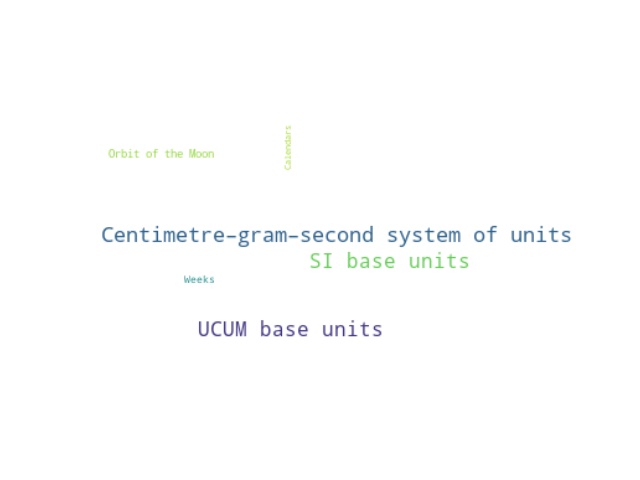 Calendars
Orbit of the Moon
Centimetre–gram–second system of units
SI base units
Weeks
UCUM base units